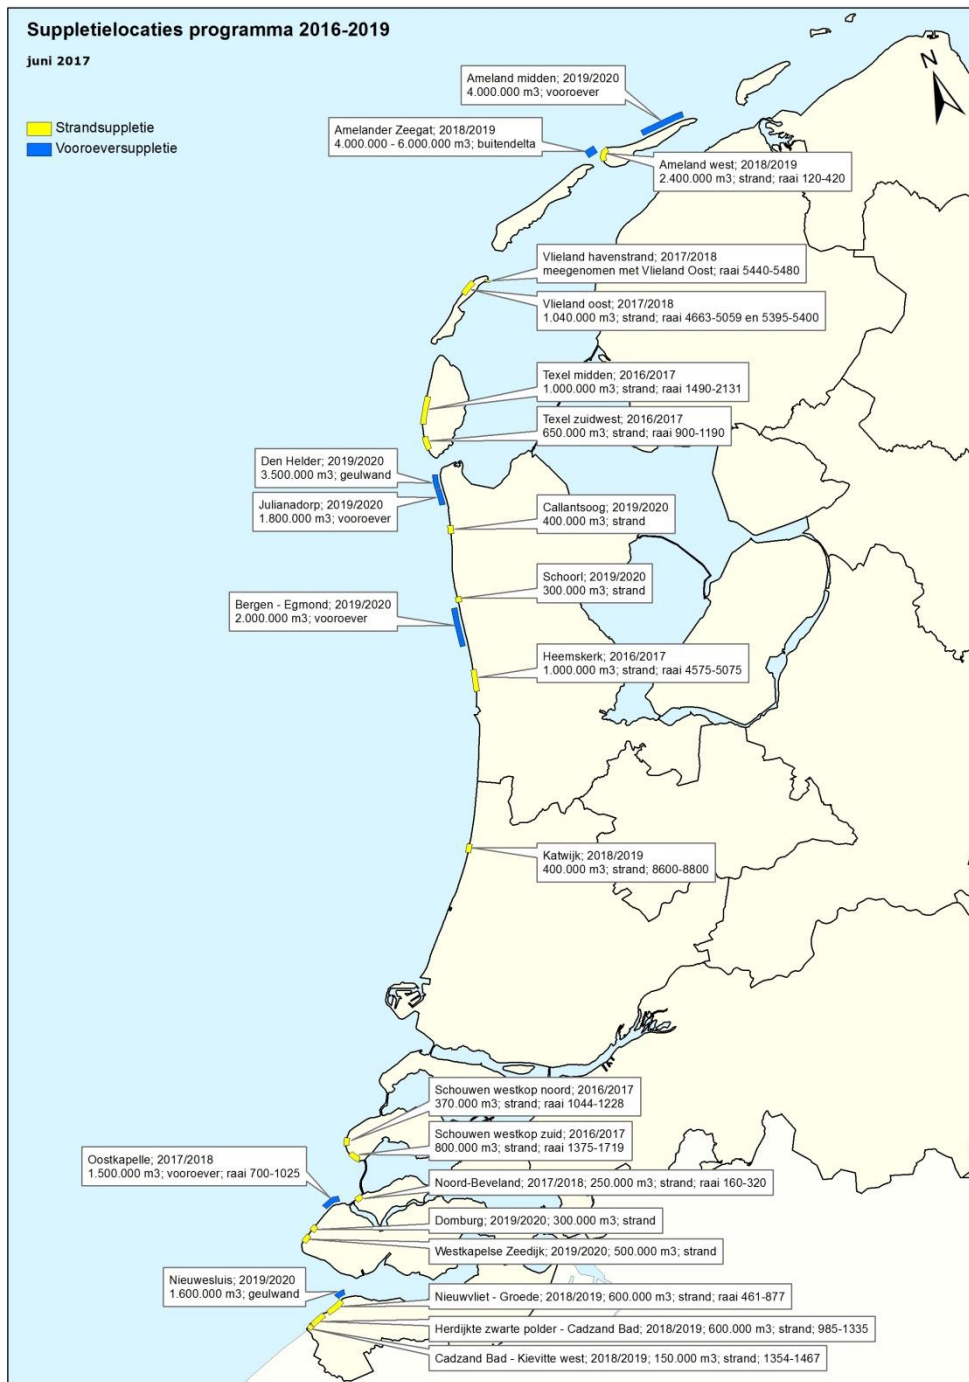 Suppletielocaties programma 2016-2019
juni 2017
N
Strandsuppletie
Vooroeversuppletie
Ameland midden; 2019/2020
4.000.000 m3; vooroever
Amelander Zeegat; 2018/2019
4.000.000 - 6.000.000 m3; buitendelta
Ameland west; 2018/2019
2.400.000 m3; strand; raai 120-420
Vlieland havenstrand; 2017/2018
meegenomen met Vlieland Oost; raai 5440-5480
Vlieland oost; 2017/2018
1.040.000 m3; strand; raai 4663-5059 en 5395-5400
Texel midden; 2016/2017
1.000.000 m3; strand; raai 1490-2131
Texel zuidwest; 2016/2017
650.000 m3; strand; raai 900-1190
Den Helder; 2019/2020
3.500.000 m3; geulwand
Julianadorp; 2019/2020
1.800.000 m3; vooroever
Callantsoog; 2019/2020
400.000 m3; strand
Schoorl; 2019/2020
300.000 m3; strand
Bergen - Egmond; 2019/2020
2.000.000 m3; vooroever
Heemskerk; 2016/2017
1.000.000 m3; strand; raai 4575-5075
Katwijk; 2018/2019
400.000 m3; strand; 8600-8800
Schouwen westkop noord; 2016/2017
370.000 m3; strand; raai 1044-1228
Schouwen westkop zuid; 2016/2017
800.000 m3; strand; raai 1375-1719
Oostkapelle; 2017/2018
1.500.000 m3; vooroever; raai 700-1025
Noord-Beveland; 2017/2018; 250.000 m3; strand; raai 160-320
Domburg; 2019/2020; 300.000 m3; strand
Westkapelse Zeedijk; 2019/2020; 500.000 m3; strand
Nieuwesluis; 2019/2020
1.600.000 m3; geulwand
Nieuwvliet - Groede; 2018/2019; 600.000 m3; strand; raai 461-877
Herdijkte zwarte polder - Cadzand Bad; 2018/2019; 600.000 m3; strand; 985-1335
Cadzand Bad - Kievitte west; 2018/2019; 150.000 m3; strand; 1354-1467